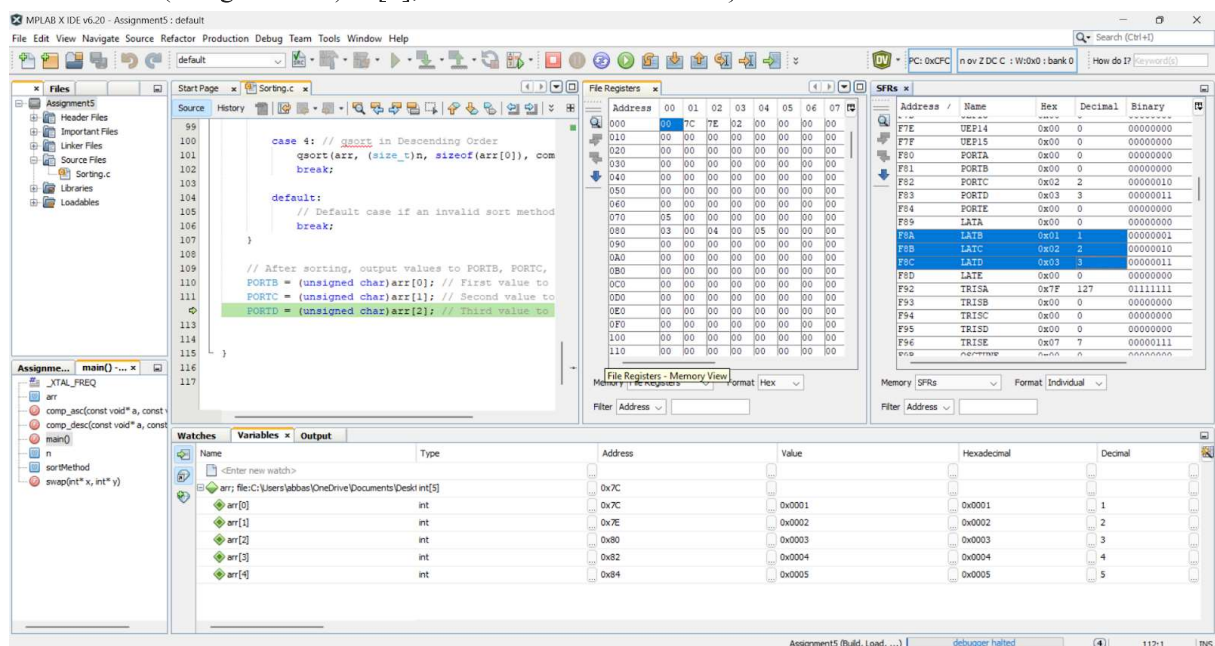 MPLAB X IDE v6.20 - Assignment5 : default
File Edit View Navigate Source Refactor Production Debug Team Tools Window Help
Search (Ctrl+I)
default
PC: 0xCFC n ov Z DC C : W:0x0 : bank 0 How do I? Keyword(s)
Files
Assignment5
Header Files
Important Files
Linker Files
Source Files
Sorting.c
Libraries
Loadables
Start Page Sorting.c
Source History
99
100 case 4: // qsort in Descending Order
101 qsort(arr, (size_t)n, sizeof(arr[0]), com
102 break;
103
104 default:
105 // Default case if an invalid sort method
106 break;
107 }
108
109 // After sorting, output values to PORTB, PORTC,
110 PORTB = (unsigned char)arr[0]; // First value to
111 PORTC = (unsigned char)arr[1]; // Second value to
PORTD = (unsigned char)arr[2]; // Third value to
113
114
115 }
116
117
File Registers
Address 00 01 02 03 04 05 06 07
000 00 7C 7E 02 00 00 00 00
010 00 00 00 00 00 00 00 00
020 00 00 00 00 00 00 00 00
030 00 00 00 00 00 00 00 00
040 00 00 00 00 00 00 00 00
050 00 00 00 00 00 00 00 00
060 00 00 00 00 00 00 00 00
070 05 00 00 00 00 00 00 00
080 03 00 04 00 05 00 00 00
090 00 00 00 00 00 00 00 00
0A0 00 00 00 00 00 00 00 00
0B0 00 00 00 00 00 00 00 00
0C0 00 00 00 00 00 00 00 00
0D0 00 00 00 00 00 00 00 00
0E0 00 00 00 00 00 00 00 00
0F0 00 00 00 00 00 00 00 00
100 00 00 00 00 00 00 00 00
110 00 00 00 00 00 00 00 00
File Registers - Memory View
Format Hex
Filter Address
SFRs
Address / Name Hex Decimal Binary
F7E UEP14 0x00 0 00000000
F7F UEP15 0x00 0 00000000
F80 PORTA 0x00 0 00000000
F81 PORTB 0x00 0 00000000
F82 PORTC 0x02 2 00000010
F83 PORTD 0x03 3 00000011
F84 PORTE 0x00 0 00000000
F89 LATA 0x00 0 00000000
F8A LATB 0x01 1 00000001
F8B LATC 0x02 2 00000010
F8C LATD 0x03 3 00000011
F8D LATE 0x00 0 00000000
F92 TRISA 0x7F 127 01111111
F93 TRISB 0x00 0 00000000
F94 TRISC 0x00 0 00000000
F95 TRISD 0x00 0 00000000
F96 TRISE 0x07 7 00000111
Memory SFRs Format Individual
Filter Address
Assignme... main() -... x
_XTAL_FREQ
arr
comp_asc(const void* a, const v
comp_desc(const void* a, const
main()
n
sortMethod
swap(int* x, int* y)
Watches Variables Output
Name Type Address Value Hexadecimal Decimal
<Enter new watch>
arr; file:C:\Users\abbas\OneDrive\Documents\Deskt int[5] 0x7C
arr[0] int 0x7C 0x0001 0x0001 1
arr[1] int 0x7E 0x0002 0x0002 2
arr[2] int 0x80 0x0003 0x0003 3
arr[3] int 0x82 0x0004 0x0004 4
arr[4] int 0x84 0x0005 0x0005 5
Assignment5 (Build, Load, ...) debugger halted 4 112:1 INS